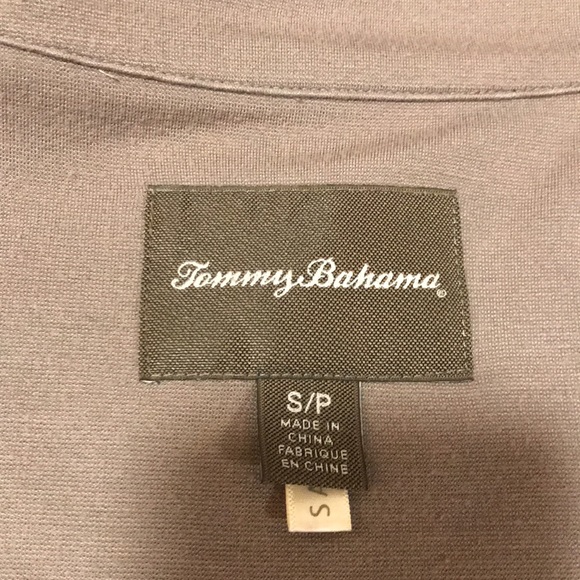 Tommy Bahama®
S/P
MADE IN
CHINA
FABRIQUE
EN CHINE